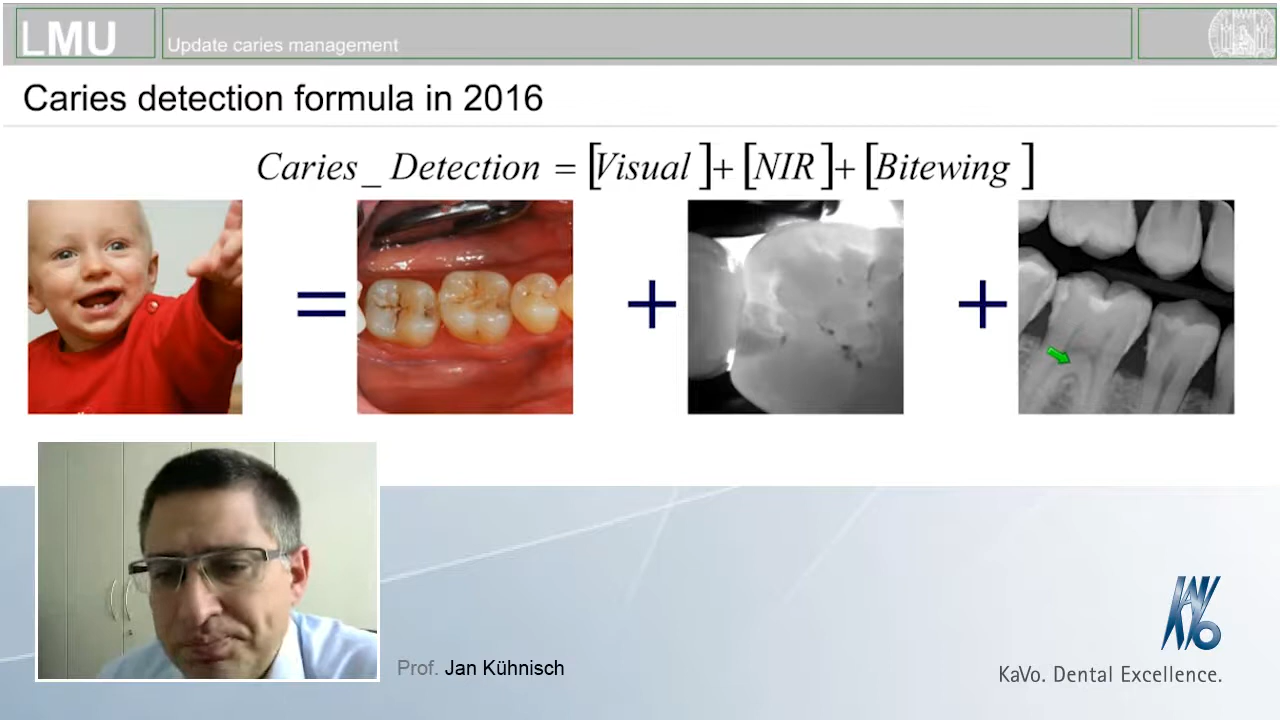 LMU
Update caries management
Caries detection formula in 2016
Caries _ Detection = [Visual ]+ [NIR ]+ [Bitewing ]
= + +
Prof. Jan Kühnisch
KaVo
KaVo. Dental Excellence.